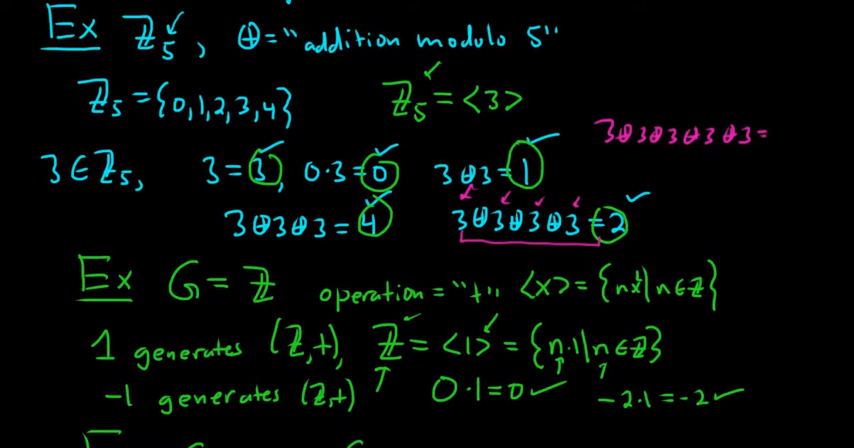 Ex ℤ₅, ⊕="addition modulo 5"
ℤ₅={0,1,2,3,4} ℤ₅=<3>
3⊕3⊕3⊕3⊕3=
3∈ℤ₅, 3=3, 0·3=0 3⊕3=1
3⊕3⊕3=4 3⊕3⊕3⊕3=2
Ex G=ℤ operation="+" <x>={nx|n∈ℤ}
1 generates (ℤ,+), ℤ=<1>={n·1|n∈ℤ}
-1 generates (ℤ,+) 0·1=0 -2·1=-2